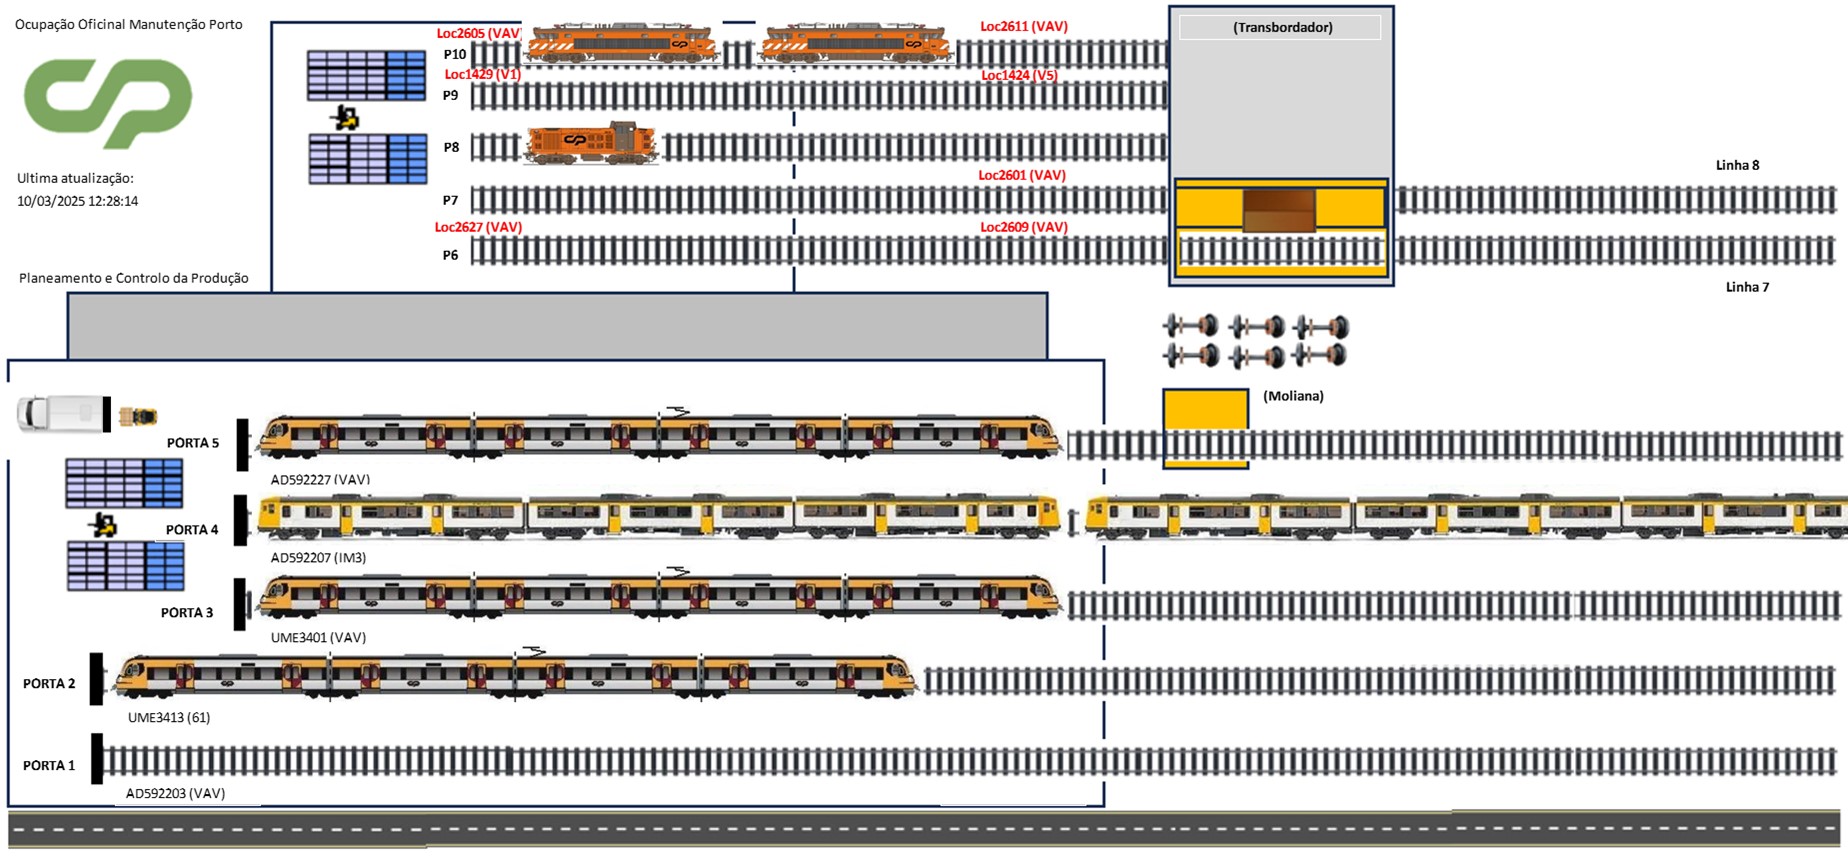 Ocupação Oficinal Manutenção Porto
Ultima atualização:
10/03/2025 12:28:14
Planeamento e Controlo da Produção
Loc2605 (VAV)
Loc2611 (VAV)
P10
Loc1429 (V1)
Loc1424 (V5)
P9
P8
Loc2601 (VAV)
P7
Loc2627 (VAV)
Loc2609 (VAV)
P6
(Transbordador)
Linha 8
Linha 7
(Moliana)
PORTA 5
AD592227 (VAV)
PORTA 4
AD592207 (IM3)
PORTA 3
UME3401 (VAV)
PORTA 2
UME3413 (61)
PORTA 1
AD592203 (VAV)